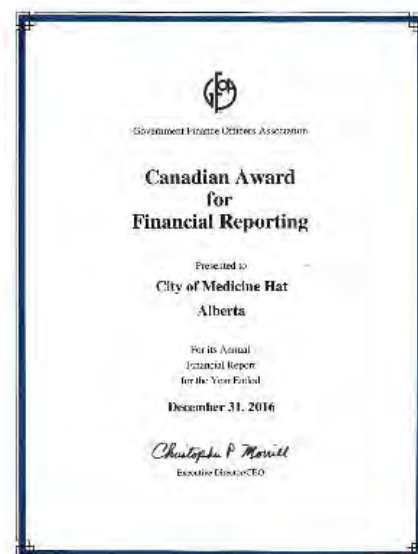 GFOA
Government Finance Officers Association
Canadian Award
for
Financial Reporting
Presented to
City of Medicine Hat
Alberta
For its Annual
Financial Report
for the Year Ended
December 31, 2016
Christopher P Morrill
Executive Director/CEO